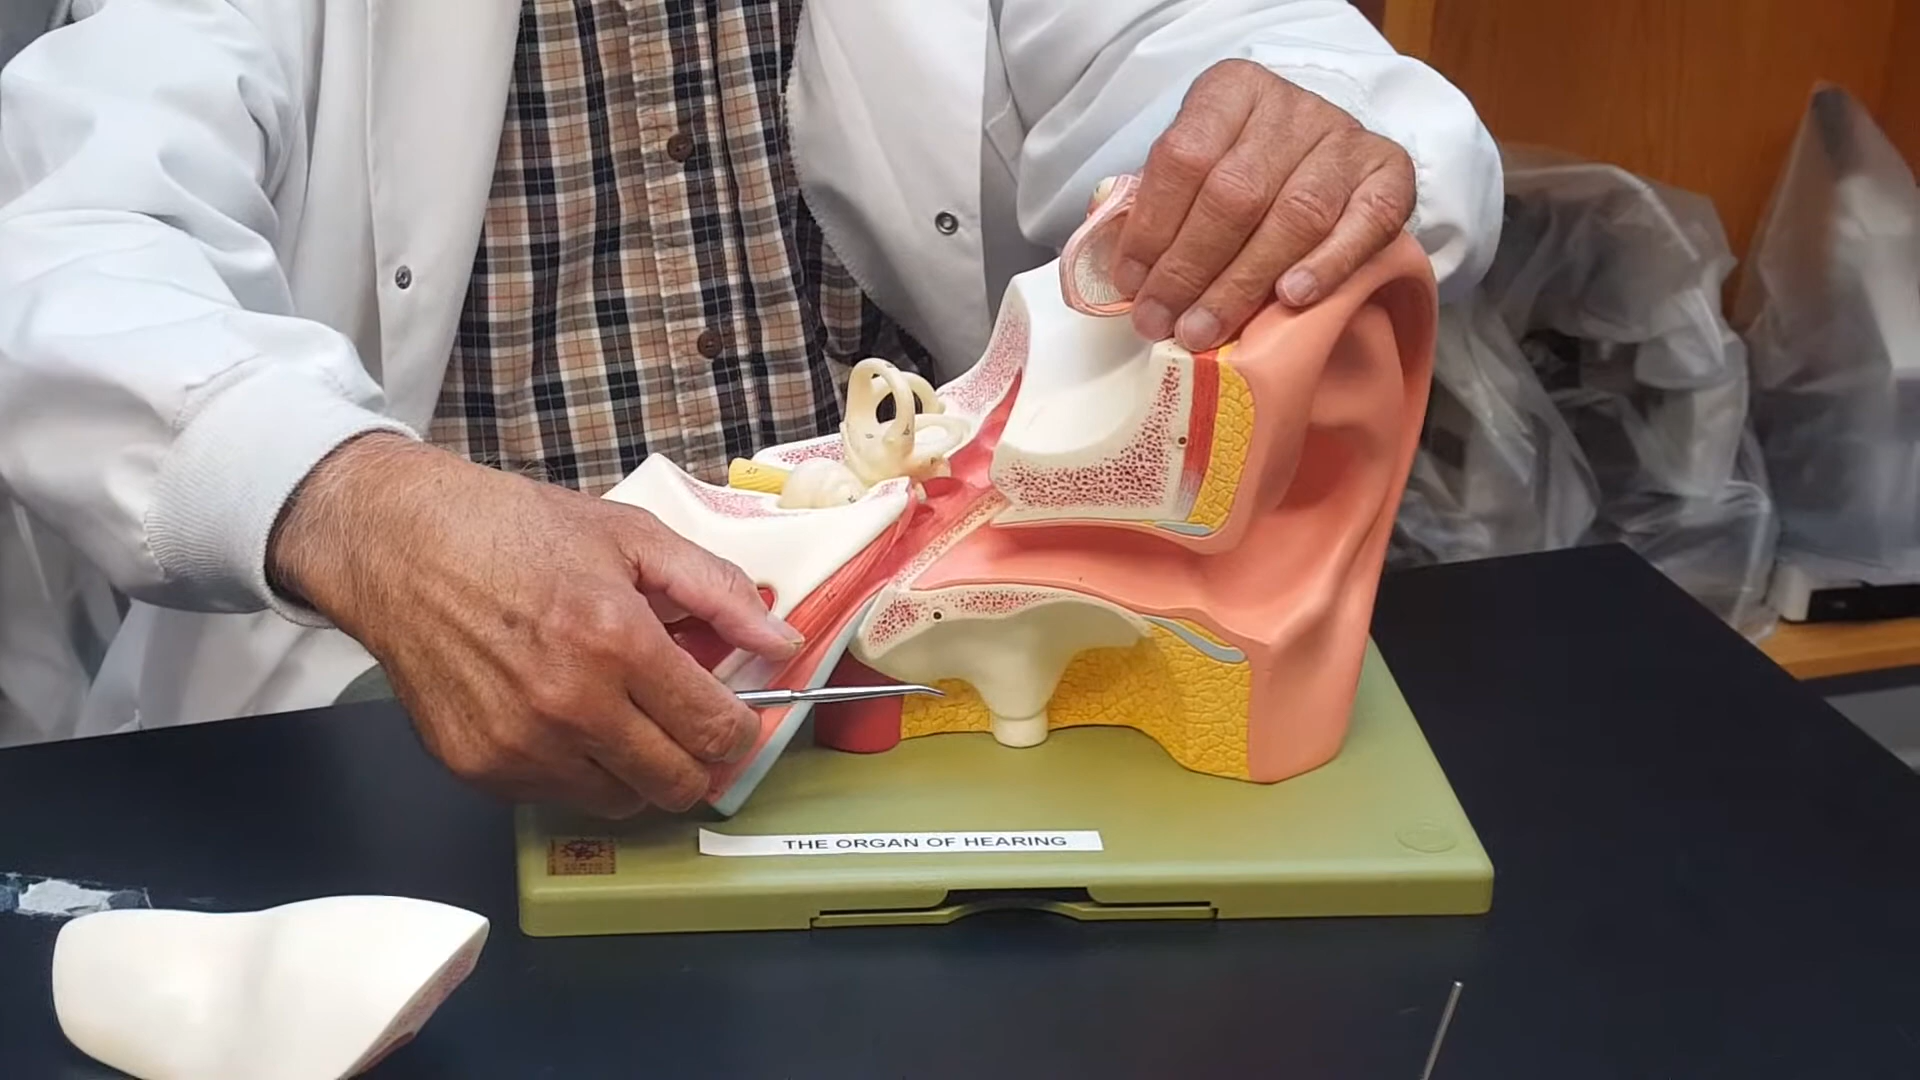 THE ORGAN OF HEARING